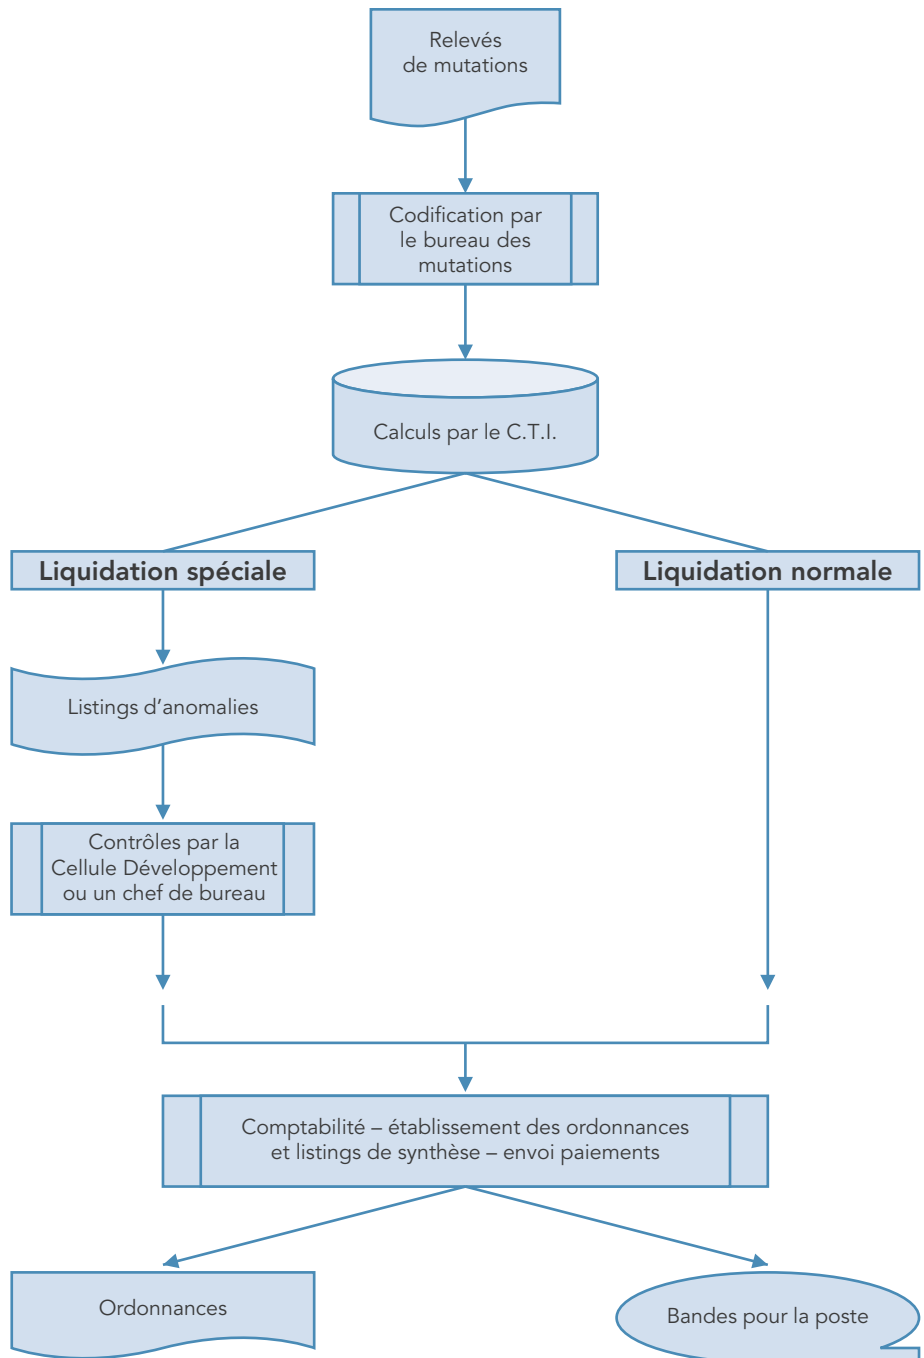 Relevés
de mutations
Codification par
le bureau des
mutations
Calculs par le C.T.I.
Liquidation spéciale
Liquidation normale
Listings d’anomalies
Contrôles par la
Cellule Développement
ou un chef de bureau
Comptabilité – établissement des ordonnances
et listings de synthèse – envoi paiements
Ordonnances
Bandes pour la poste